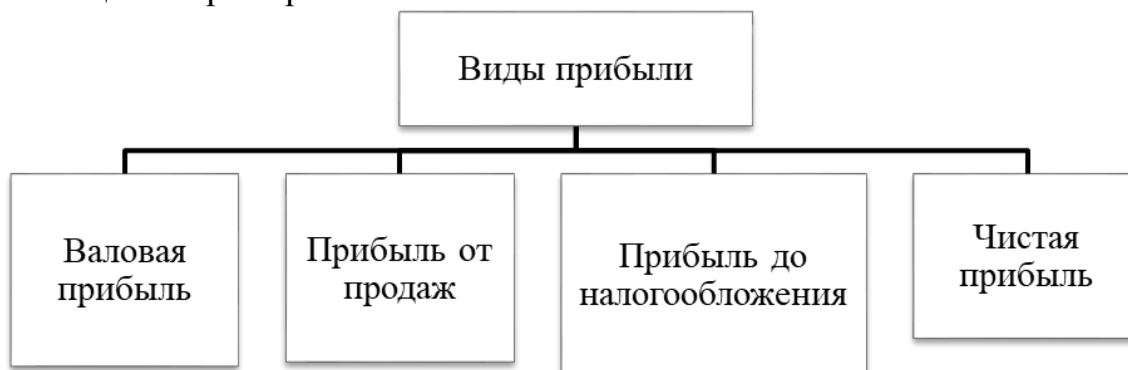 Виды прибыли
Валовая
прибыль
Прибыль от
продаж
Прибыль до
налогообложения
Чистая
прибыль